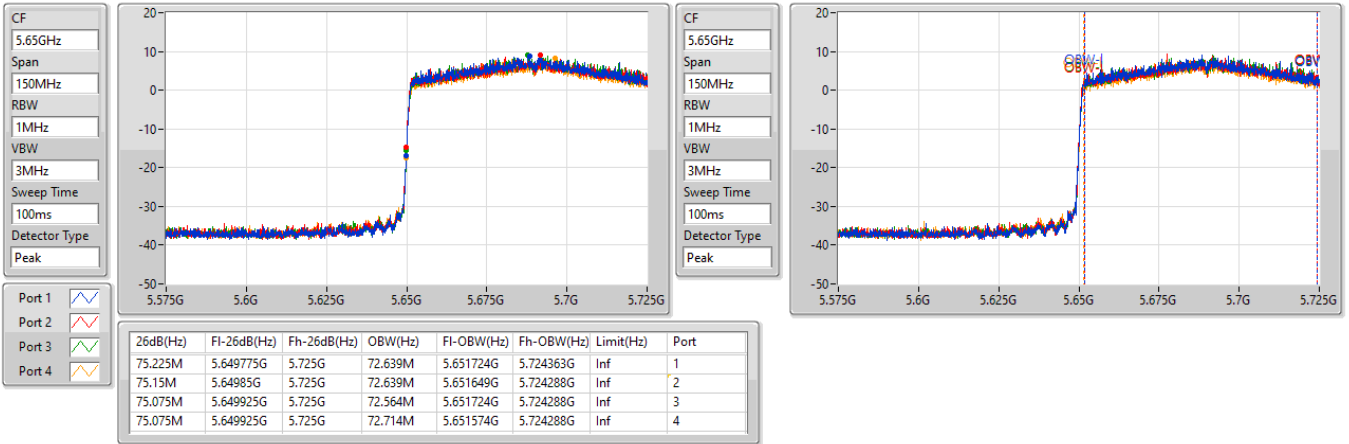 CF
5.65GHz
Span
150MHz
RBW
1MHz
VBW
3MHz
Sweep Time
100ms
Detector Type
Peak
Port 1
Port 2
Port 3
Port 4
20
10
0
-10
-20
-30
-40
-50
5.575G 5.6G 5.625G 5.65G 5.675G 5.7G 5.725G
CF
5.65GHz
Span
150MHz
RBW
1MHz
VBW
3MHz
Sweep Time
100ms
Detector Type
Peak
20
10
0
-10
-20
-30
-40
-50
OBW-l
OBW-l
5.575G 5.6G 5.625G 5.65G 5.675G 5.7G 5.725G
26dB(Hz) Fl-26dB(Hz) Fh-26dB(Hz) OBW(Hz) Fl-OBW(Hz) Fh-OBW(Hz) Limit(Hz) Port
75.225M 5.649775G 5.725G 72.639M 5.651724G 5.724363G Inf 1
75.15M 5.64985G 5.725G 72.639M 5.651649G 5.724288G Inf 2
75.075M 5.649925G 5.725G 72.564M 5.651724G 5.724288G Inf 3
75.075M 5.649925G 5.725G 72.714M 5.651574G 5.724288G Inf 4